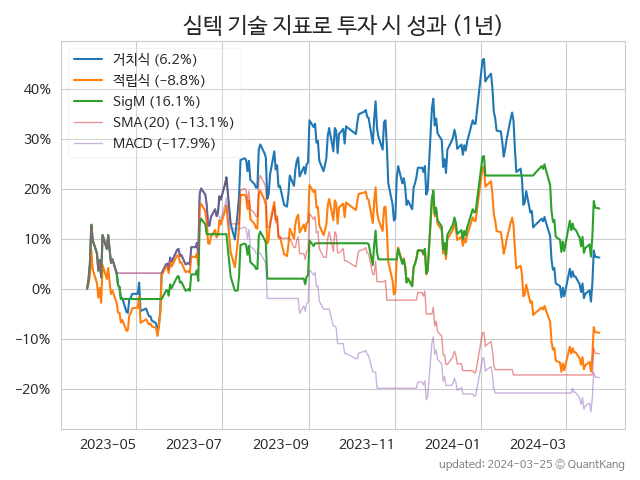 심텍 기술 지표로 투자 시 성과 (1년)
거치식 (6.2%)
적립식 (−8.8%)
SigM (16.1%)
SMA(20) (−13.1%)
MACD (−17.9%)
40%
30%
20%
10%
0%
−10%
−20%
2023−05 2023−07 2023−09 2023−11 2024−01 2024−03
updated: 2024−03−25 © QuantKang